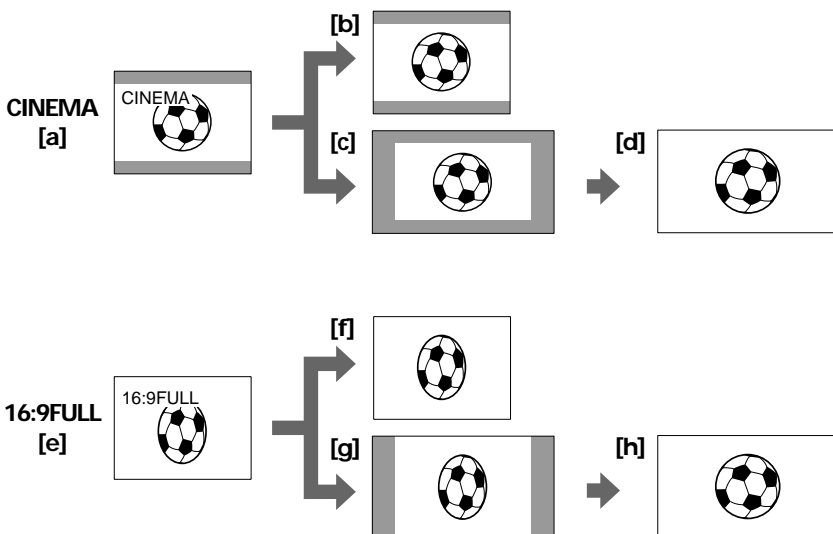 CINEMA
[a]
CINEMA
[b]
[c]
[d]
16:9FULL
[e]
16:9FULL
[f]
[g]
[h]